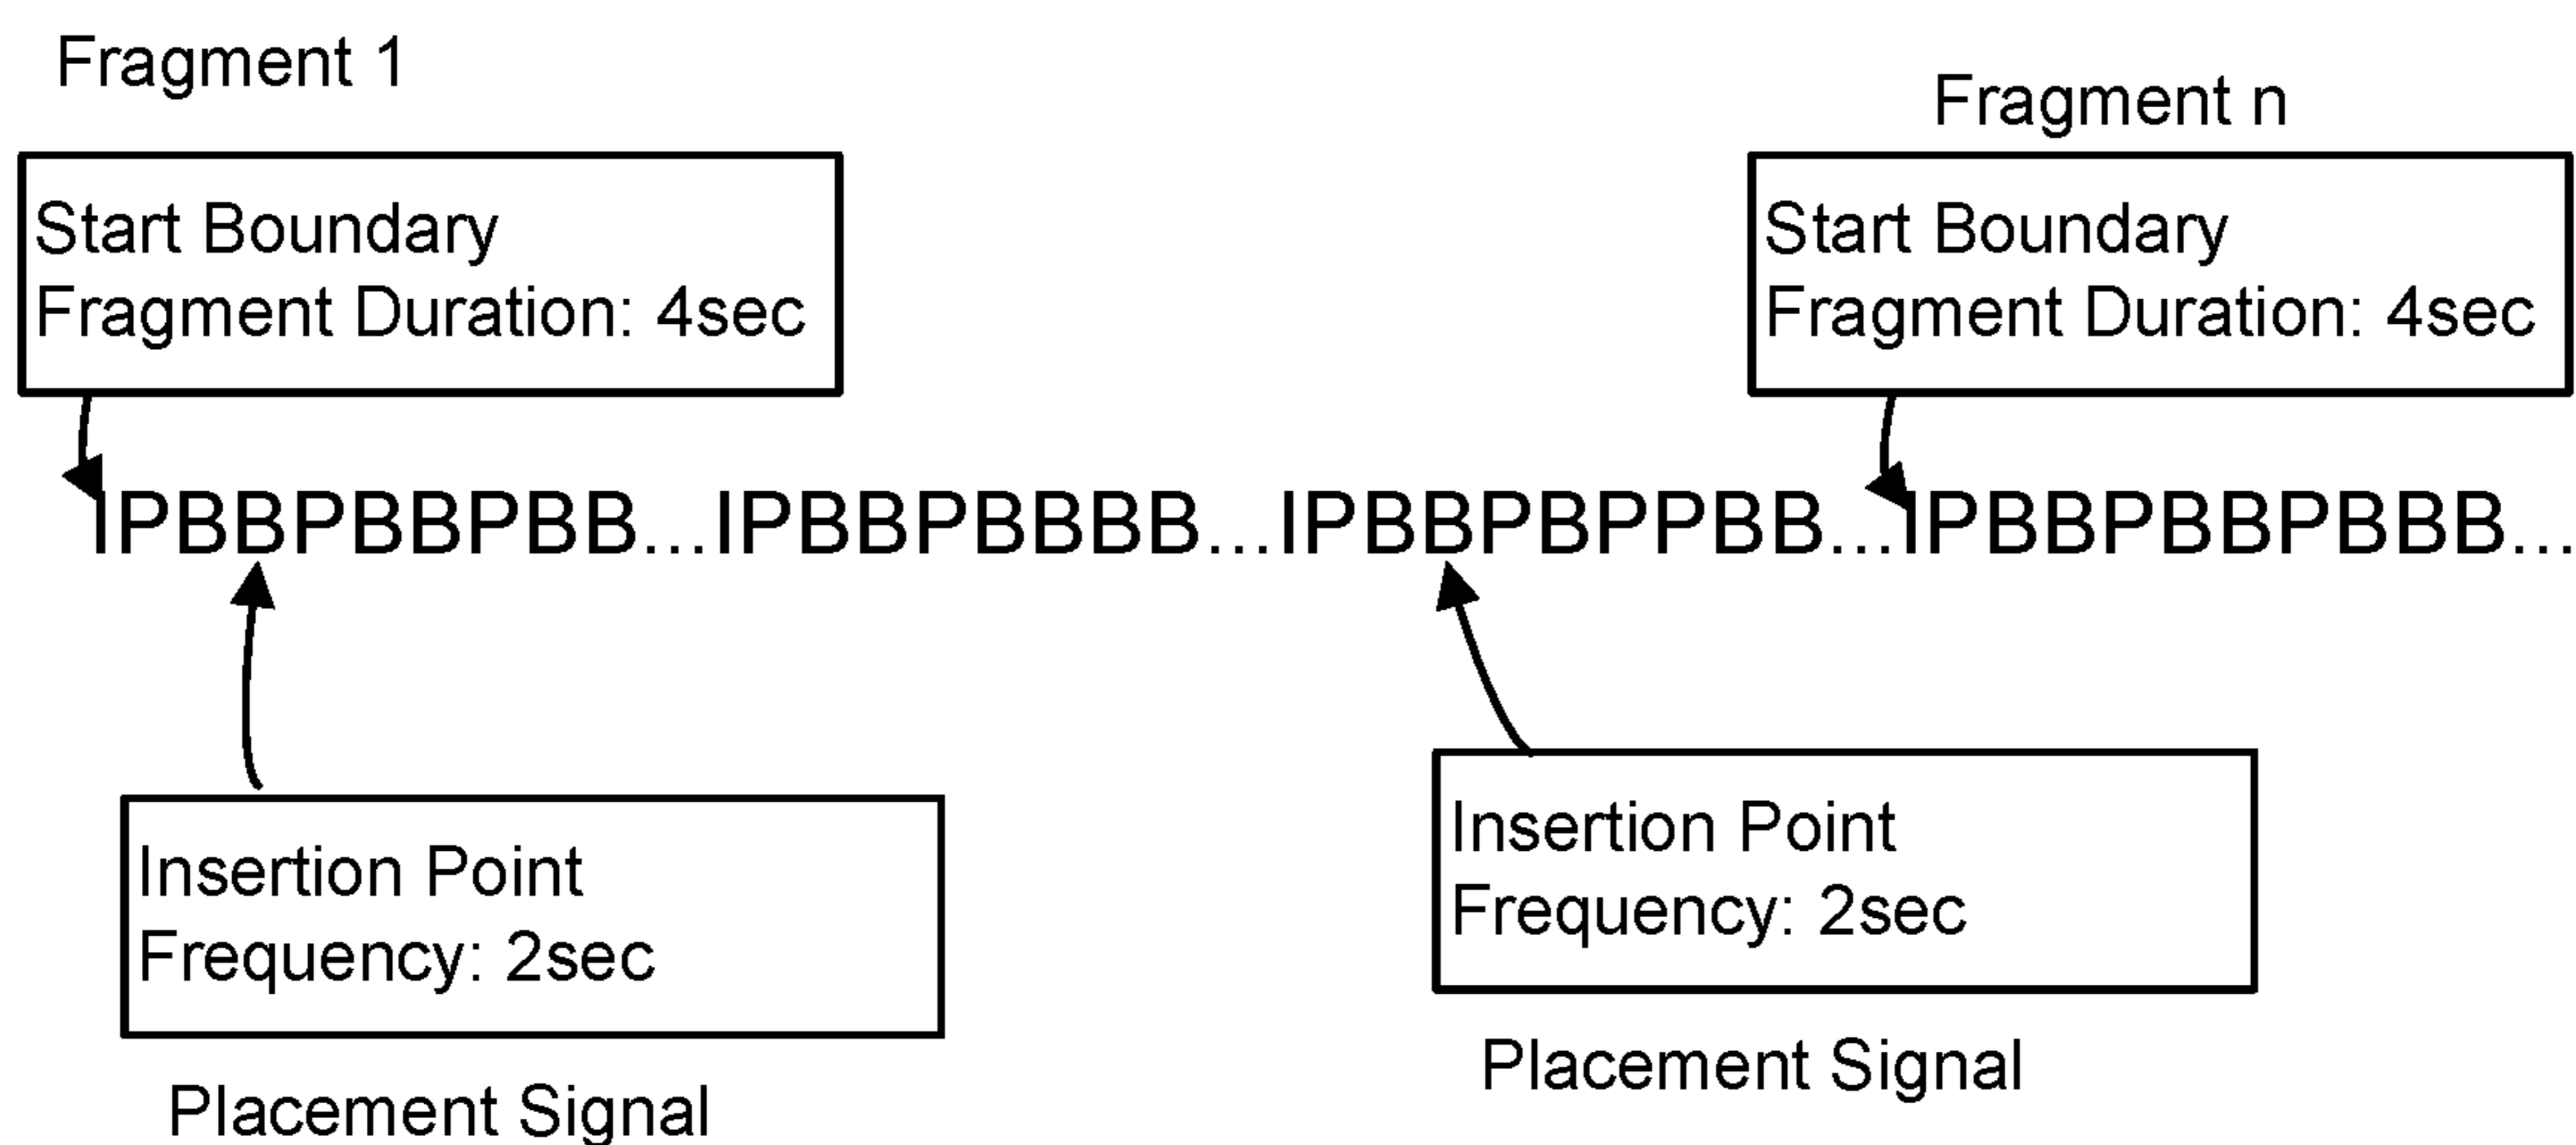 Fragment 1
Fragment n
Start Boundary
Fragment Duration: 4sec
Start Boundary
Fragment Duration: 4sec
IPBBPBBPBB...IPBBPBBBB...IPBBPBPPBB...IPBBPBBPBBB...
Insertion Point
Frequency: 2sec
Placement Signal
Insertion Point
Frequency: 2sec
Placement Signal